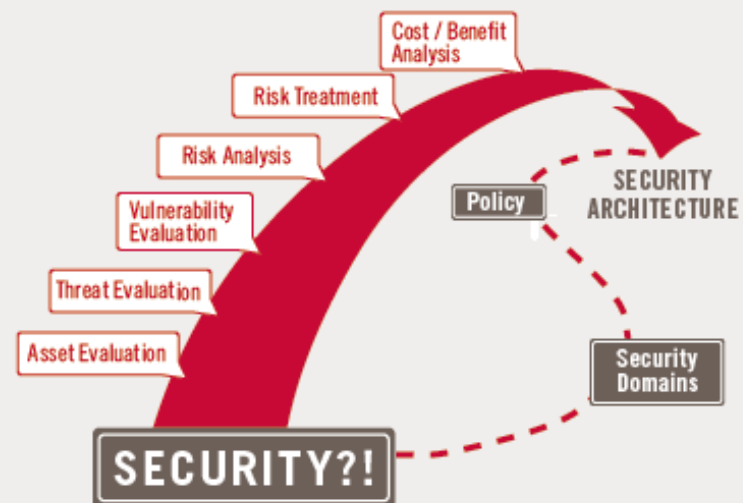 Cost / Benefit
Analysis
Risk Treatment
Risk Analysis
Vulnerability
Evaluation
Threat Evaluation
Asset Evaluation
Policy
SECURITY
ARCHITECTURE
Security
Domains
SECURITY?!